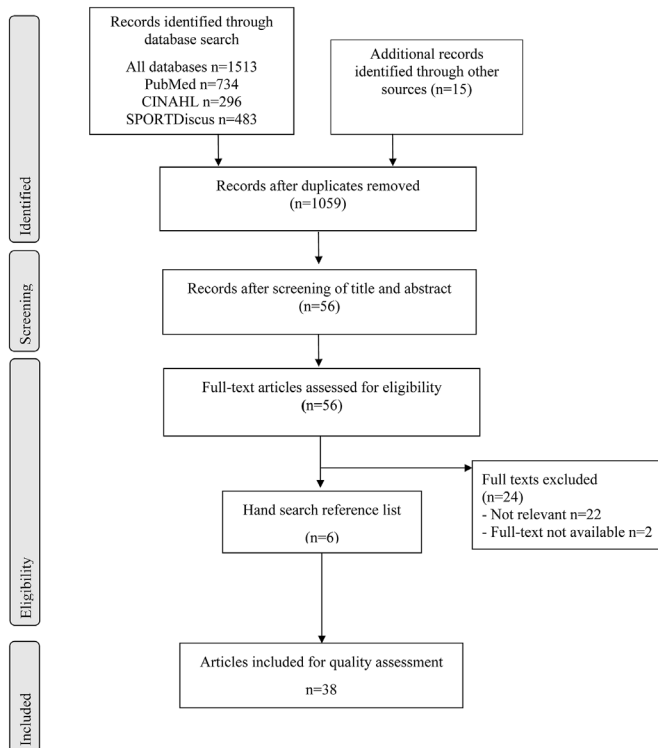 Records identified through
database search
All databases n=1513
PubMed n=734
CINAHL n=296
SPORTDiscus n=483
Additional records
identified through other
sources (n=15)
Identified
Records after duplicates removed
(n=1059)
Screening
Records after screening of title and abstract
(n=56)
Eligibility
Full-text articles assessed for eligibility
(n=56)
Full texts excluded
(n=24)
- Not relevant n=22
- Full-text not available n=2
Hand search reference list
(n=6)
Included
Articles included for quality assessment
n=38